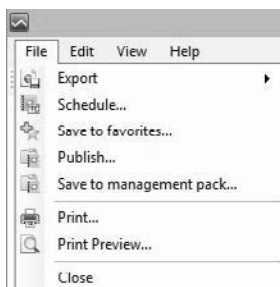 File Edit View Help
Export
Schedule...
Save to favorites...
Publish...
Save to management pack...
Print...
Print Preview...
Close